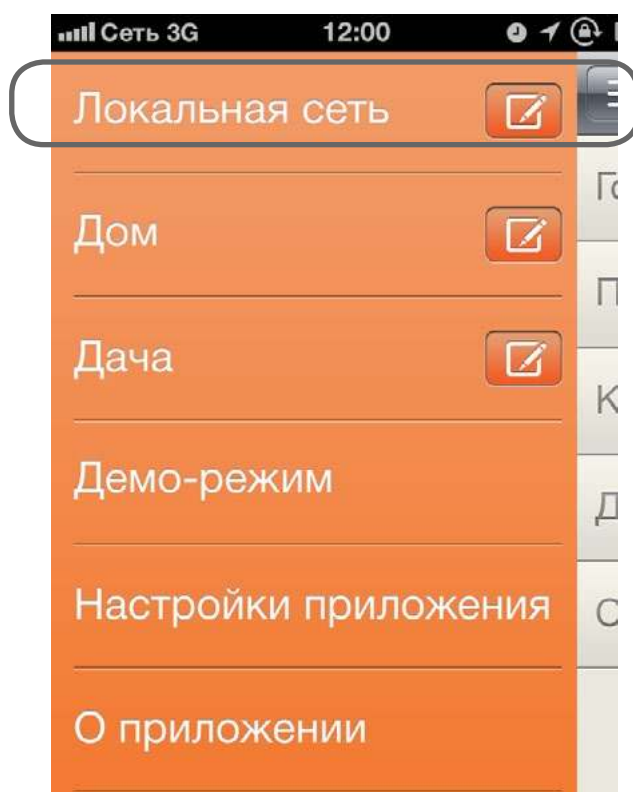 Сеть 3G 12:00
Локальная сеть
Дом
Дача
Демо-режим
Настройки приложения
О приложении